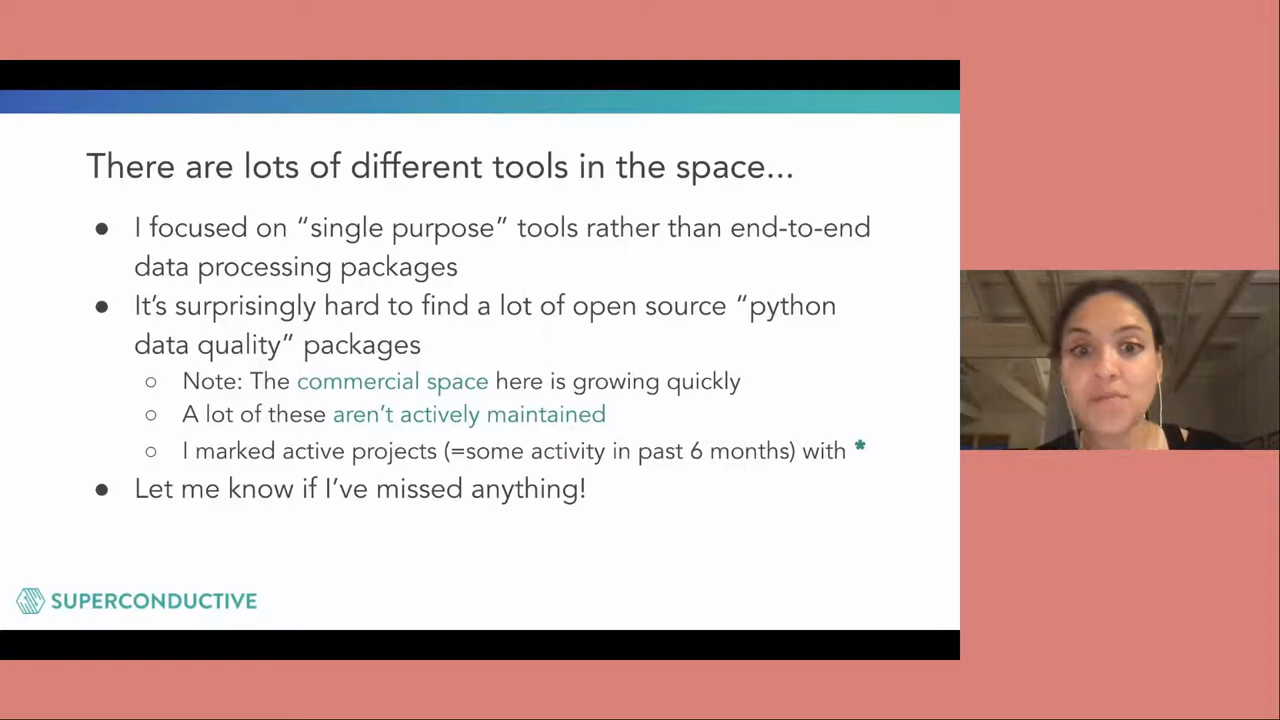 There are lots of different tools in the space...
● I focused on “single purpose” tools rather than end-to-end
data processing packages
● It’s surprisingly hard to find a lot of open source “python
data quality” packages
○ Note: The commercial space here is growing quickly
○ A lot of these aren’t actively maintained
○ I marked active projects (=some activity in past 6 months) with *
● Let me know if I’ve missed anything!
SUPERCONDUCTIVE